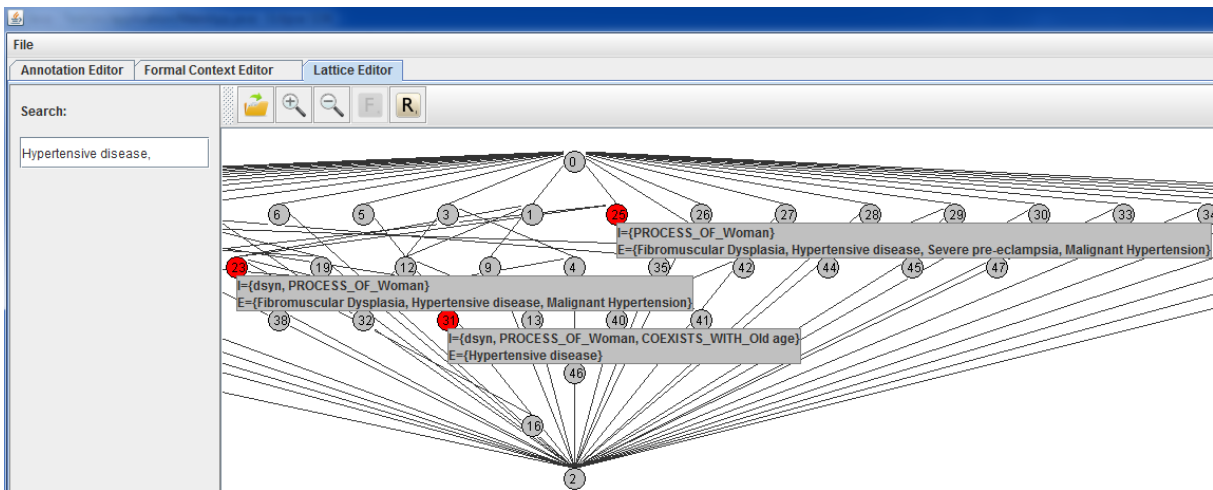 File
Annotation Editor Formal Context Editor Lattice Editor
Search:
F R
Hypertensive disease,
0
6 5 3 1 25 26 27 28 29 30 33 34
I={PROCESS_OF_Woman}
E={Fibromuscular Dysplasia, Hypertensive disease, Severe pre-eclampsia, Malignant Hypertension}
23 19 12 9 4 35 42 44 45 47
I={dsyn, PROCESS_OF_Woman}
E={Fibromuscular Dysplasia, Hypertensive disease, Malignant Hypertension}
38 32 31 13 40 41
I={dsyn, PROCESS_OF_Woman, COEXISTS_WITH_Old age}
E={Hypertensive disease}
46
16
2